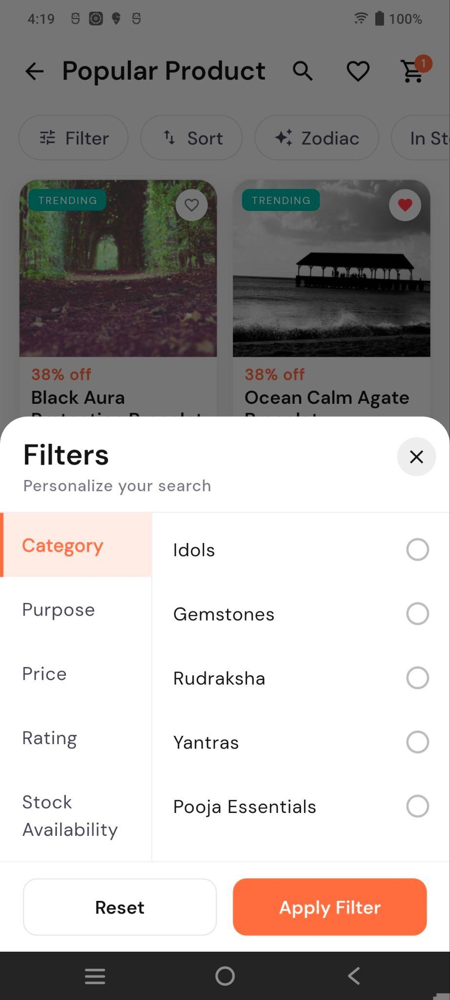 4:19
100%
Popular Product
1
Filter
Sort
Zodiac
In St
TRENDING
TRENDING
38% off
38% off
Black Aura
Ocean Calm Agate
Filters
Personalize your search
Category
Idols
Purpose
Gemstones
Price
Rudraksha
Rating
Yantras
Stock
Availability
Pooja Essentials
Reset
Apply Filter